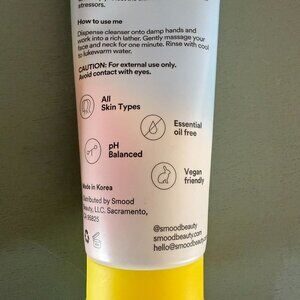 stressors.
How to use me
Dispense cleanser onto damp hands and
work into a rich lather. Gently massage your
face and neck for one minute. Rinse with cool
to lukewarm water.
CAUTION: For external use only.
Avoid contact with eyes.
All
Skin Types
Essential
oil free
pH
Balanced
Vegan
friendly
Made in Korea
Distributed by Smood
Beauty, LLC. Sacramento,
CA 95825
@smoodbeauty
smoodbeauty.com
hello@smoodbeauty